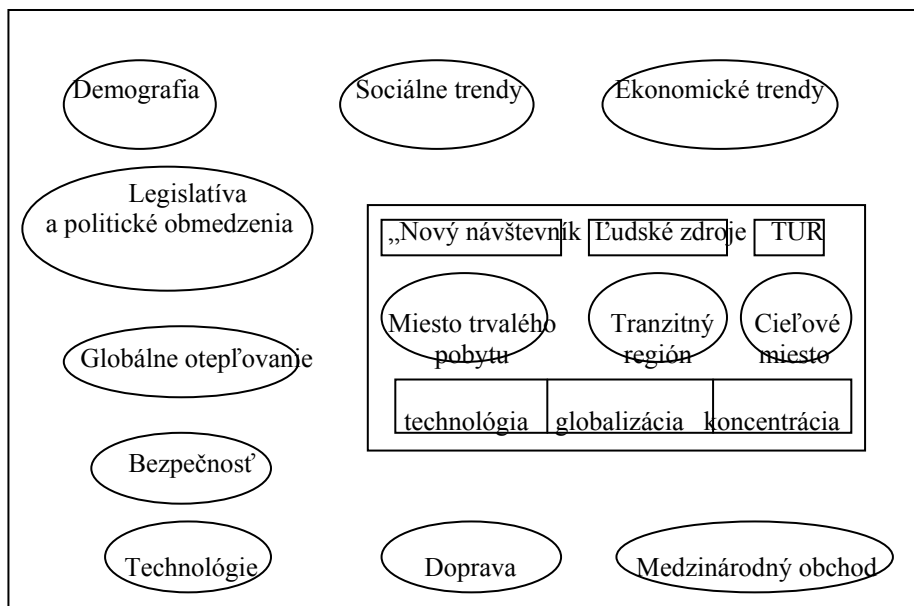 Demografia
Sociálne trendy
Ekonomické trendy
Legislatíva
a politické obmedzenia
„Nový návštevník
Ľudské zdroje
TUR
Miesto trvalého
pobytu
Tranzitný
región
Cieľové
miesto
Globálne otepľovanie
technológia
globalizácia
koncentrácia
Bezpečnosť
Technológie
Doprava
Medzinárodný obchod